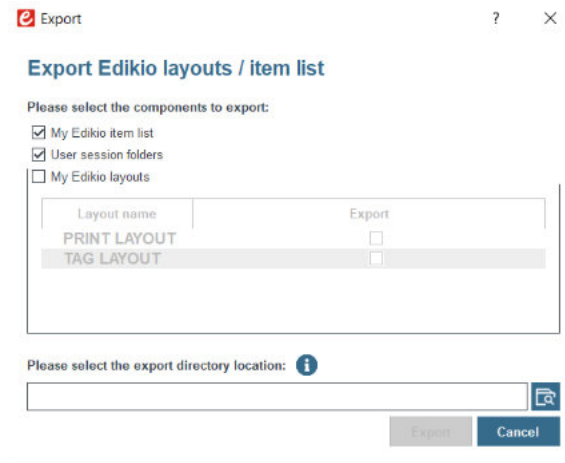 Export ?
Export Edikio layouts / item list
Please select the components to export:
My Edikio item list
User session folders
My Edikio layouts
Layout name Export
PRINT LAYOUT
TAG LAYOUT
Please select the export directory location:
Export Cancel